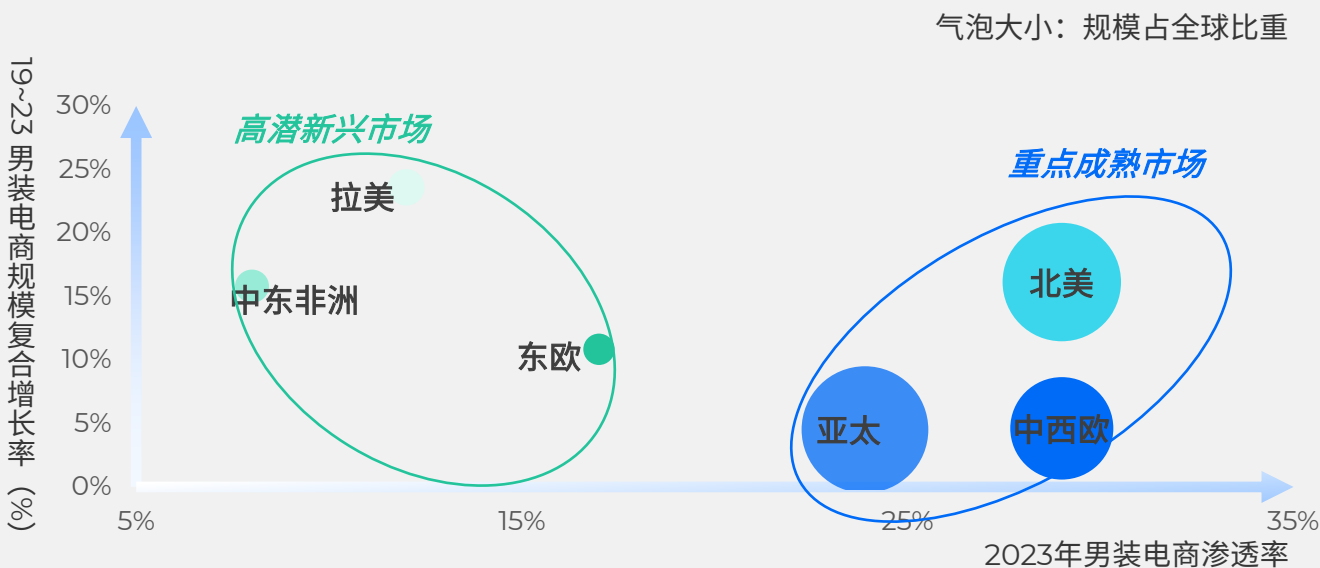 气泡大小：规模占全球比重
19~23 男装电商规模复合增长率（%）
30%
25%
20%
15%
10%
5%
0%
高潜新兴市场
重点成熟市场
拉美
中东非洲
东欧
北美
亚太
中西欧
5%
15%
25%
35%
2023年男装电商渗透率